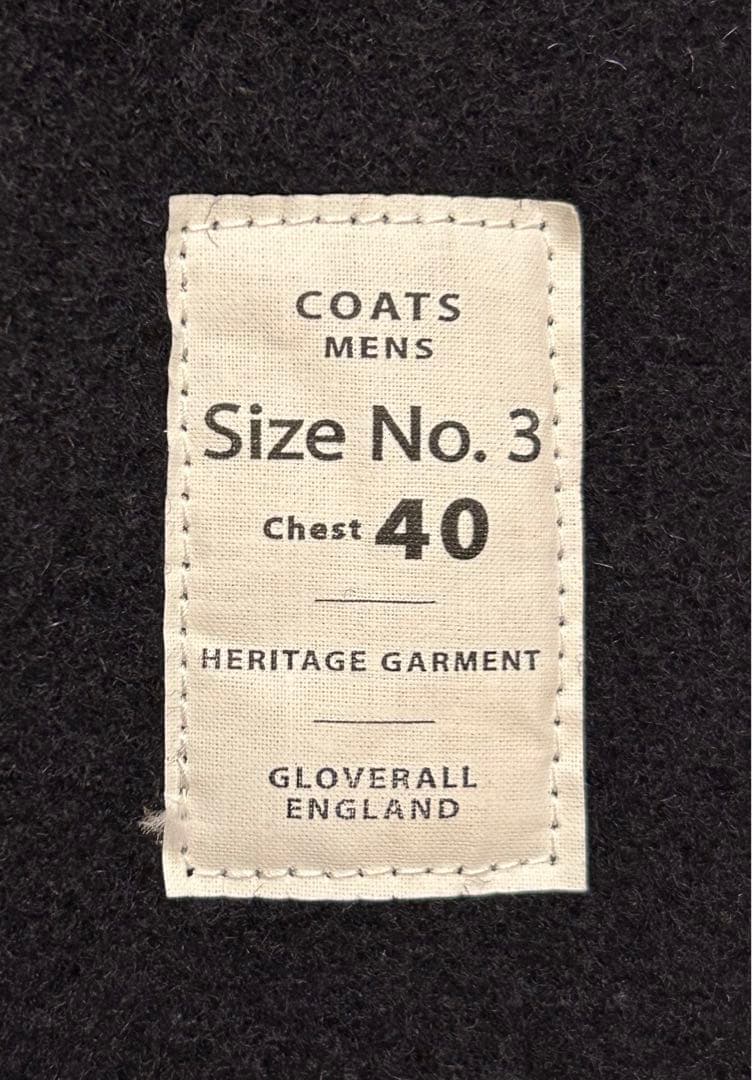 COATS
MENS
Size No. 3
Chest 40
HERITAGE GARMENT
GLOVERALL
ENGLAND